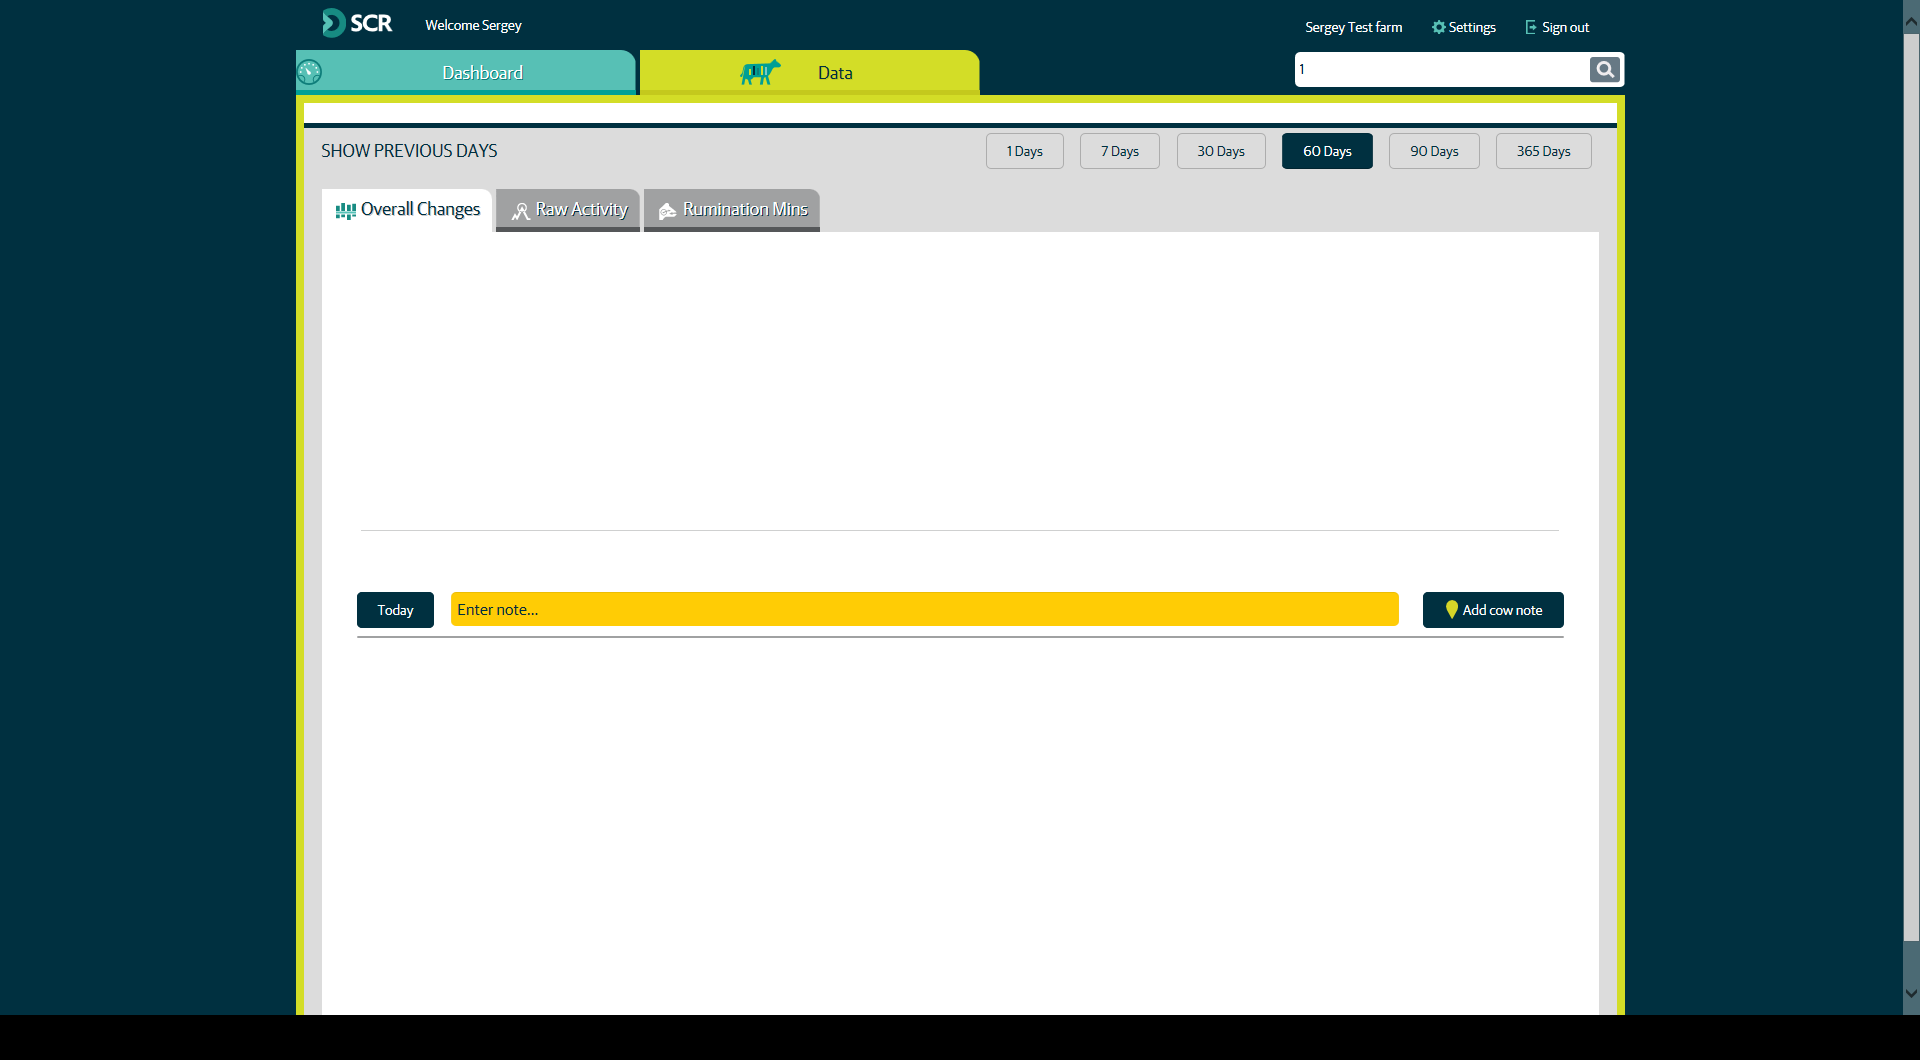 SCR
Welcome Sergey
Sergey Test farm
Settings
Sign out
Dashboard
Data
1
SHOW PREVIOUS DAYS
1 Days
7 Days
30 Days
60 Days
90 Days
365 Days
Overall Changes
Raw Activity
Rumination Mins
Today
Enter note...
Add cow note